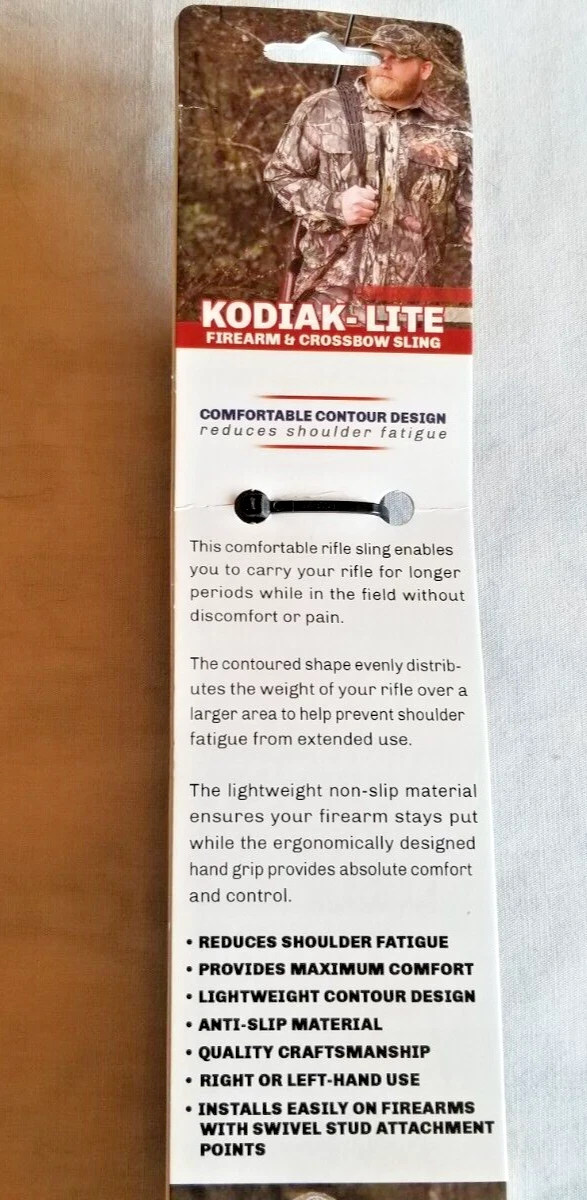 KODIAK-LITE
FIREARM & CROSSBOW SLING
COMFORTABLE CONTOUR DESIGN
reduces shoulder fatigue
This comfortable rifle sling enables
you to carry your rifle for longer
periods while in the field without
discomfort or pain.
The contoured shape evenly distrib-
utes the weight of your rifle over a
larger area to help prevent shoulder
fatigue from extended use.
The lightweight non-slip material
ensures your firearm stays put
while the ergonomically designed
hand grip provides absolute comfort
and control.
• REDUCES SHOULDER FATIGUE
• PROVIDES MAXIMUM COMFORT
• LIGHTWEIGHT CONTOUR DESIGN
• ANTI-SLIP MATERIAL
• QUALITY CRAFTSMANSHIP
• RIGHT OR LEFT-HAND USE
• INSTALLS EASILY ON FIREARMS
WITH SWIVEL STUD ATTACHMENT
POINTS